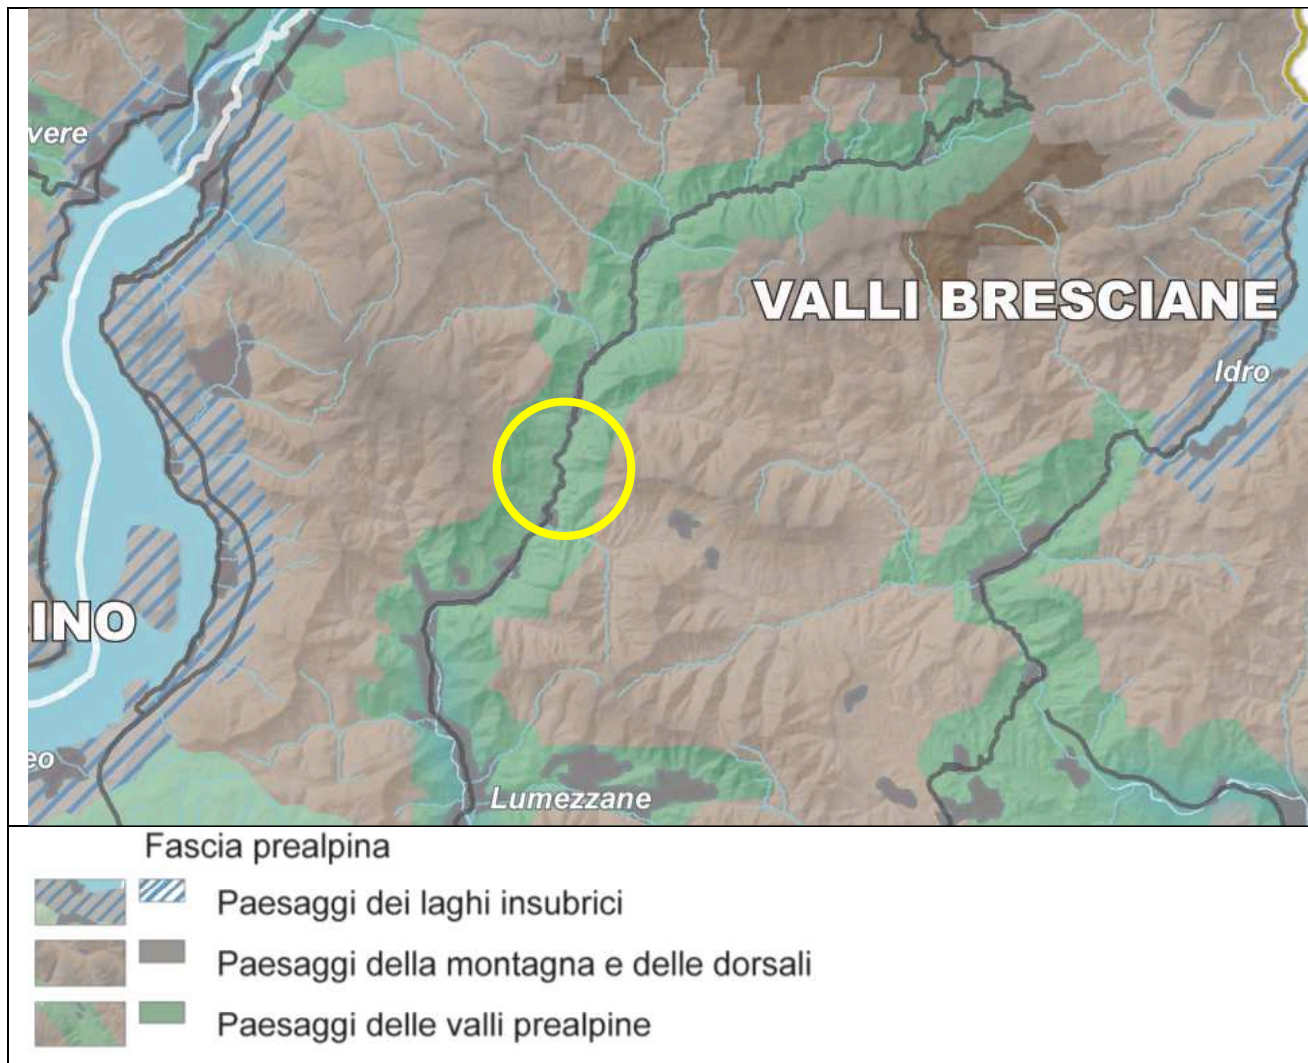 vere
VALLI BRESCIANE
Idro
INO
eo
Lumezzane
Fascia prealpina
Paesaggi dei laghi insubrici
Paesaggi della montagna e delle dorsali
Paesaggi delle valli prealpine